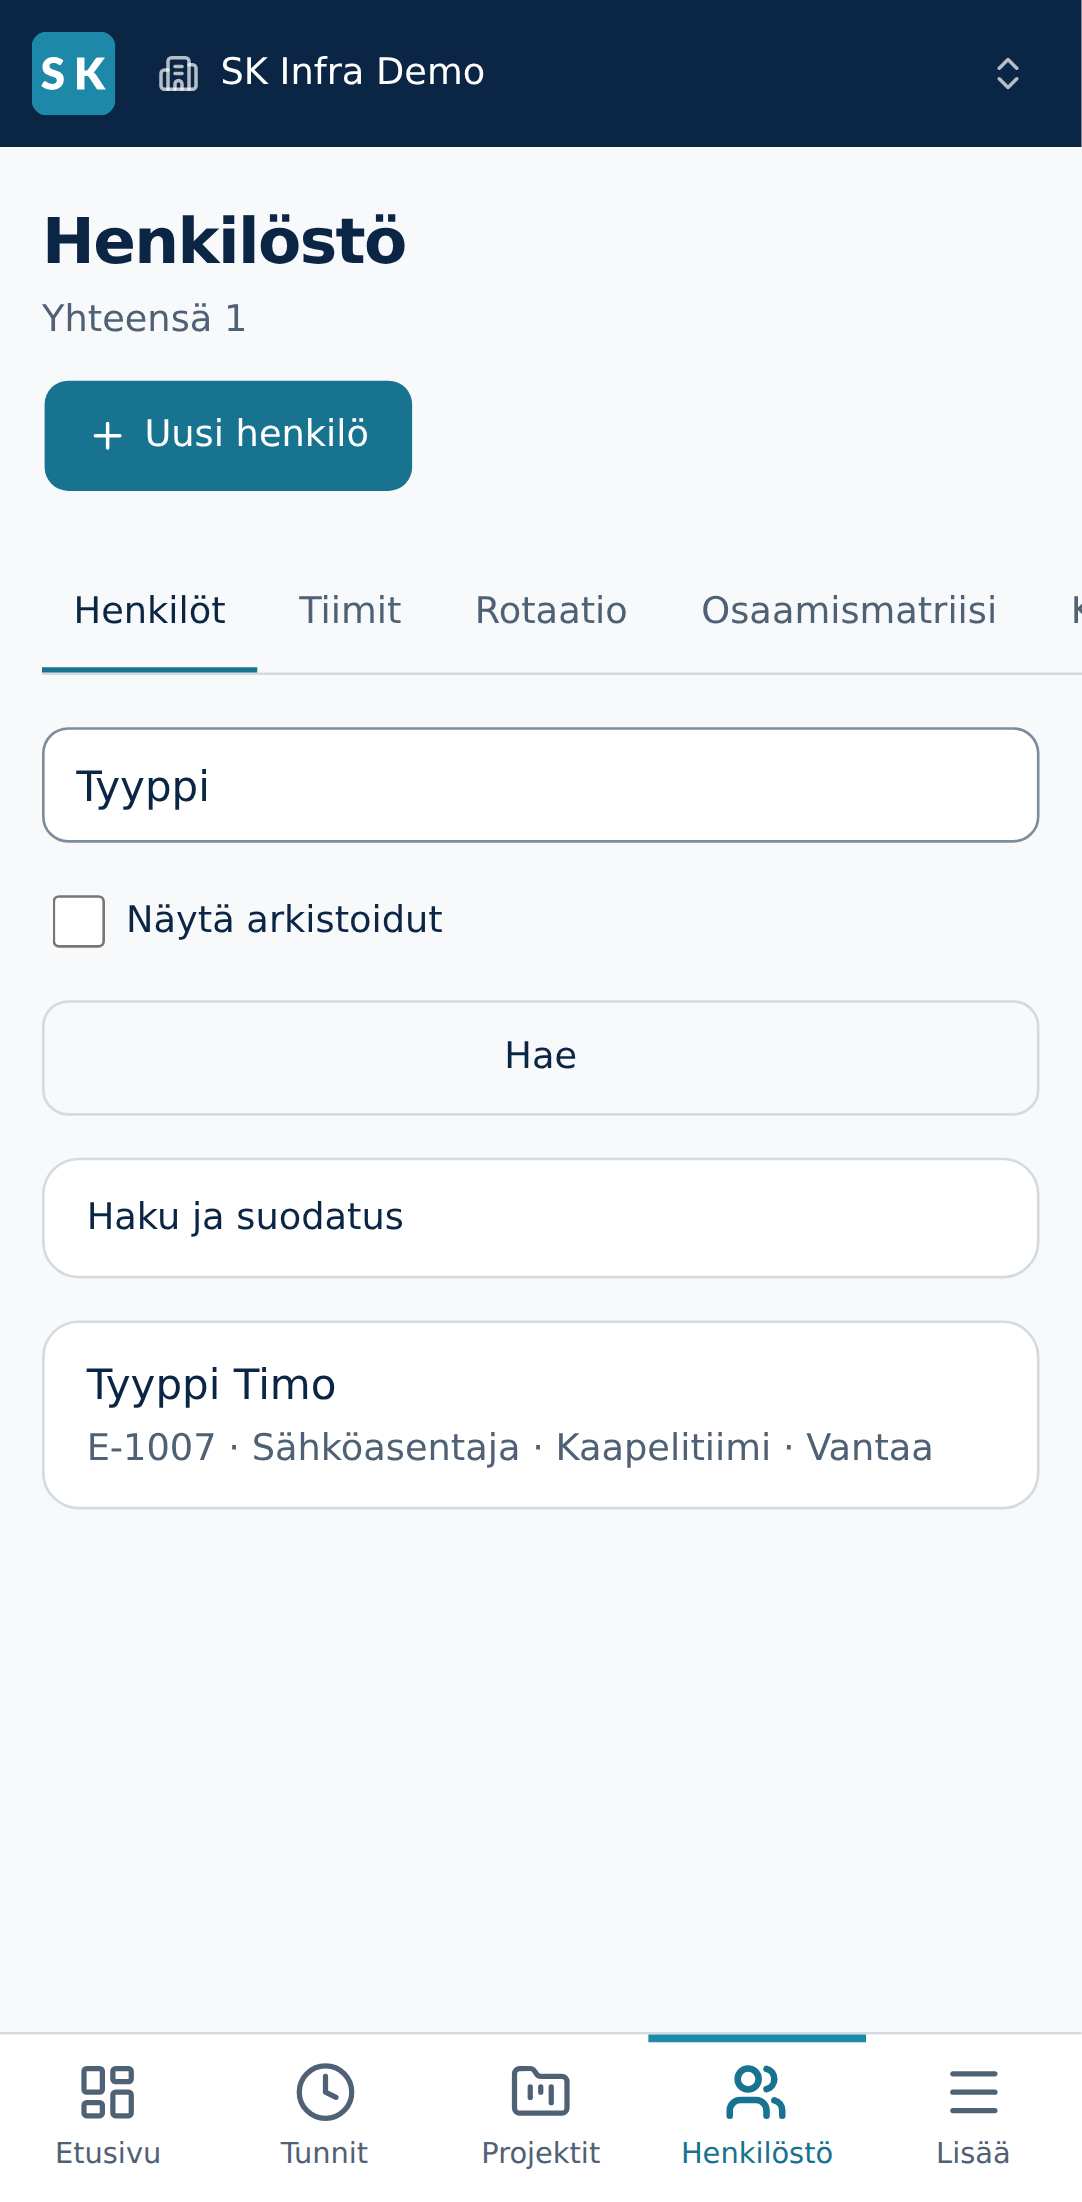 SK SK Infra Demo
Henkilöstö
Yhteensä 1
+ Uusi henkilö
Henkilöt Tiimit Rotaatio Osaamismatriisi
Tyyppi
Näytä arkistoidut
Hae
Haku ja suodatus
Tyyppi Timo
E-1007 · Sähköasentaja · Kaapelitiimi · Vantaa
Etusivu Tunnit Projektit Henkilöstö Lisää